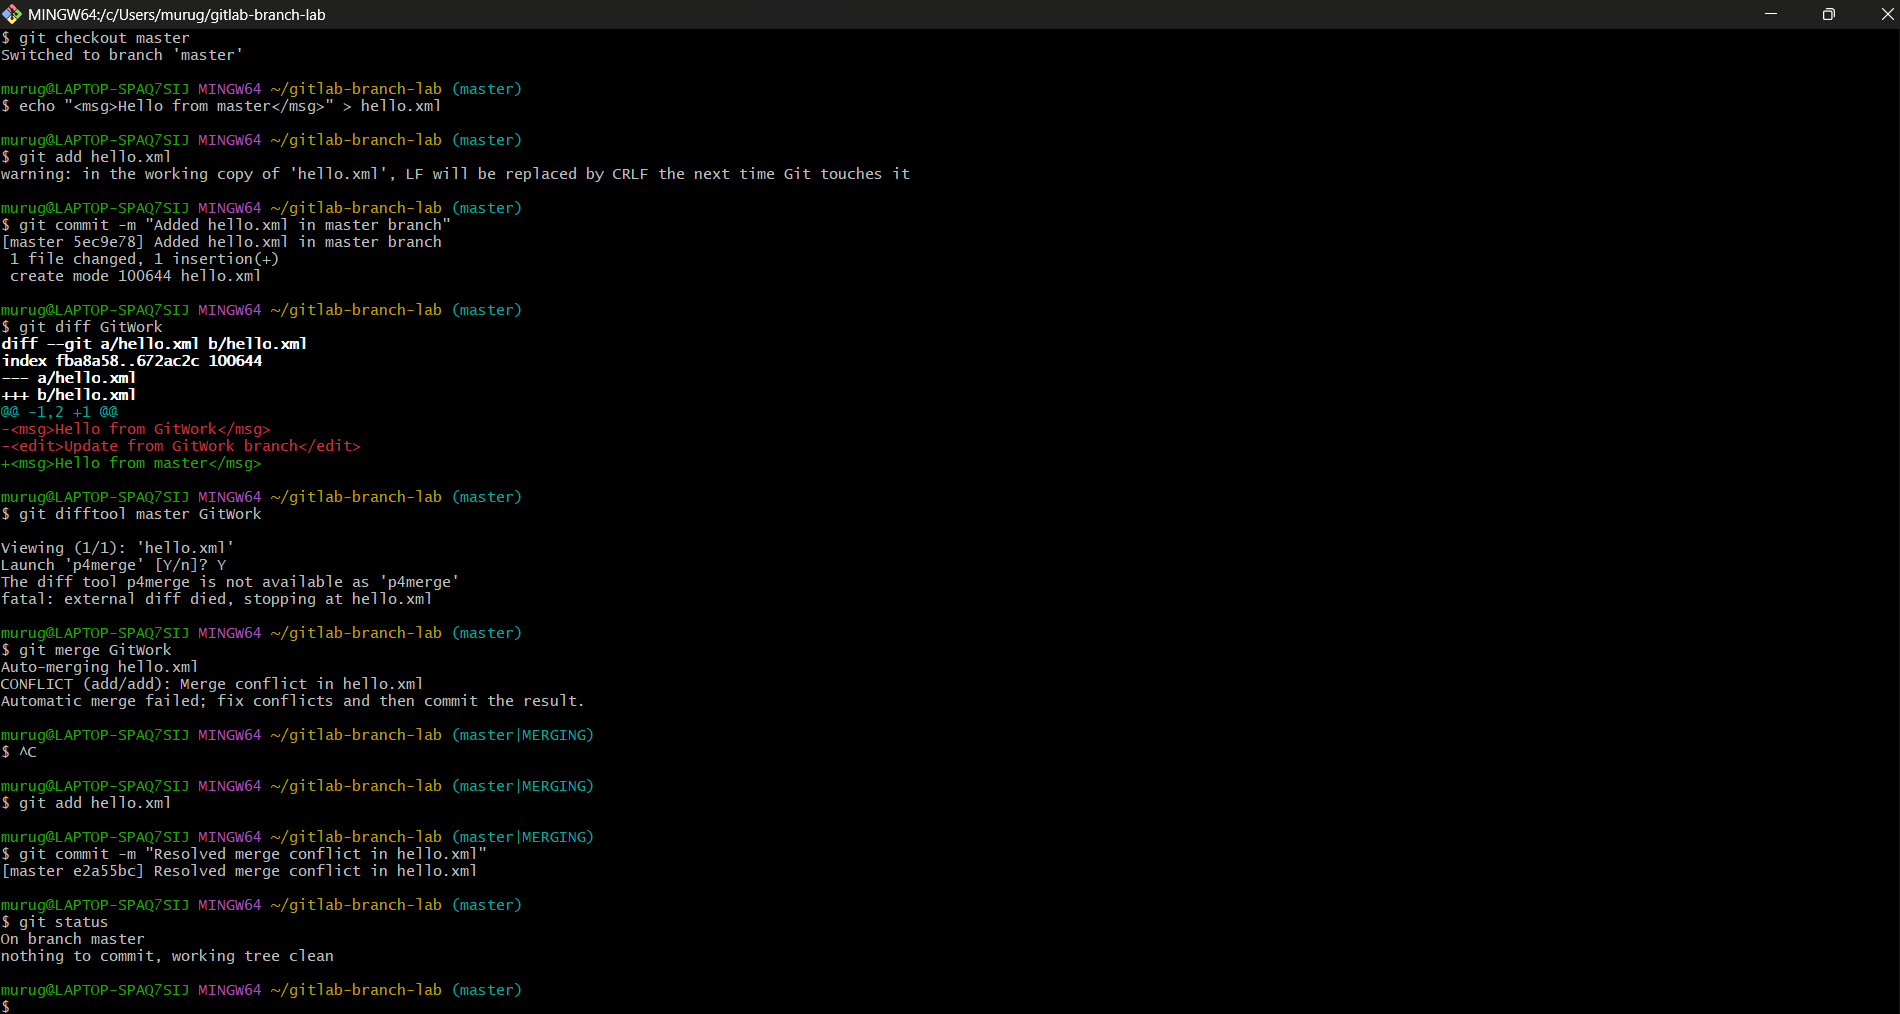 MINGW64:/c/Users/murug/gitlab-branch-lab
$ git checkout master
Switched to branch 'master'
murug@LAPTOP-SPAQ7SIJ MINGW64 ~/gitlab-branch-lab (master)
$ echo "<msg>Hello from master</msg>" > hello.xml
murug@LAPTOP-SPAQ7SIJ MINGW64 ~/gitlab-branch-lab (master)
$ git add hello.xml
warning: in the working copy of 'hello.xml', LF will be replaced by CRLF the next time Git touches it
murug@LAPTOP-SPAQ7SIJ MINGW64 ~/gitlab-branch-lab (master)
$ git commit -m "Added hello.xml in master branch"
[master 5ec9e78] Added hello.xml in master branch
 1 file changed, 1 insertion(+)
 create mode 100644 hello.xml
murug@LAPTOP-SPAQ7SIJ MINGW64 ~/gitlab-branch-lab (master)
$ git diff GitWork
diff --git a/hello.xml b/hello.xml
index fba8a58..672ac2c 100644
--- a/hello.xml
+++ b/hello.xml
@@ -1,2 +1 @@
-<msg>Hello from GitWork</msg>
-<edit>Update from GitWork branch</edit>
+<msg>Hello from master</msg>
murug@LAPTOP-SPAQ7SIJ MINGW64 ~/gitlab-branch-lab (master)
$ git difftool master GitWork
Viewing (1/1): 'hello.xml'
Launch 'p4merge' [Y/n]? Y
The diff tool p4merge is not available as 'p4merge'
fatal: external diff died, stopping at hello.xml
murug@LAPTOP-SPAQ7SIJ MINGW64 ~/gitlab-branch-lab (master)
$ git merge GitWork
Auto-merging hello.xml
CONFLICT (add/add): Merge conflict in hello.xml
Automatic merge failed; fix conflicts and then commit the result.
murug@LAPTOP-SPAQ7SIJ MINGW64 ~/gitlab-branch-lab (master|MERGING)
$ ^C
murug@LAPTOP-SPAQ7SIJ MINGW64 ~/gitlab-branch-lab (master|MERGING)
$ git add hello.xml
murug@LAPTOP-SPAQ7SIJ MINGW64 ~/gitlab-branch-lab (master|MERGING)
$ git commit -m "Resolved merge conflict in hello.xml"
[master e2a55bc] Resolved merge conflict in hello.xml
murug@LAPTOP-SPAQ7SIJ MINGW64 ~/gitlab-branch-lab (master)
$ git status
On branch master
nothing to commit, working tree clean
murug@LAPTOP-SPAQ7SIJ MINGW64 ~/gitlab-branch-lab (master)
$